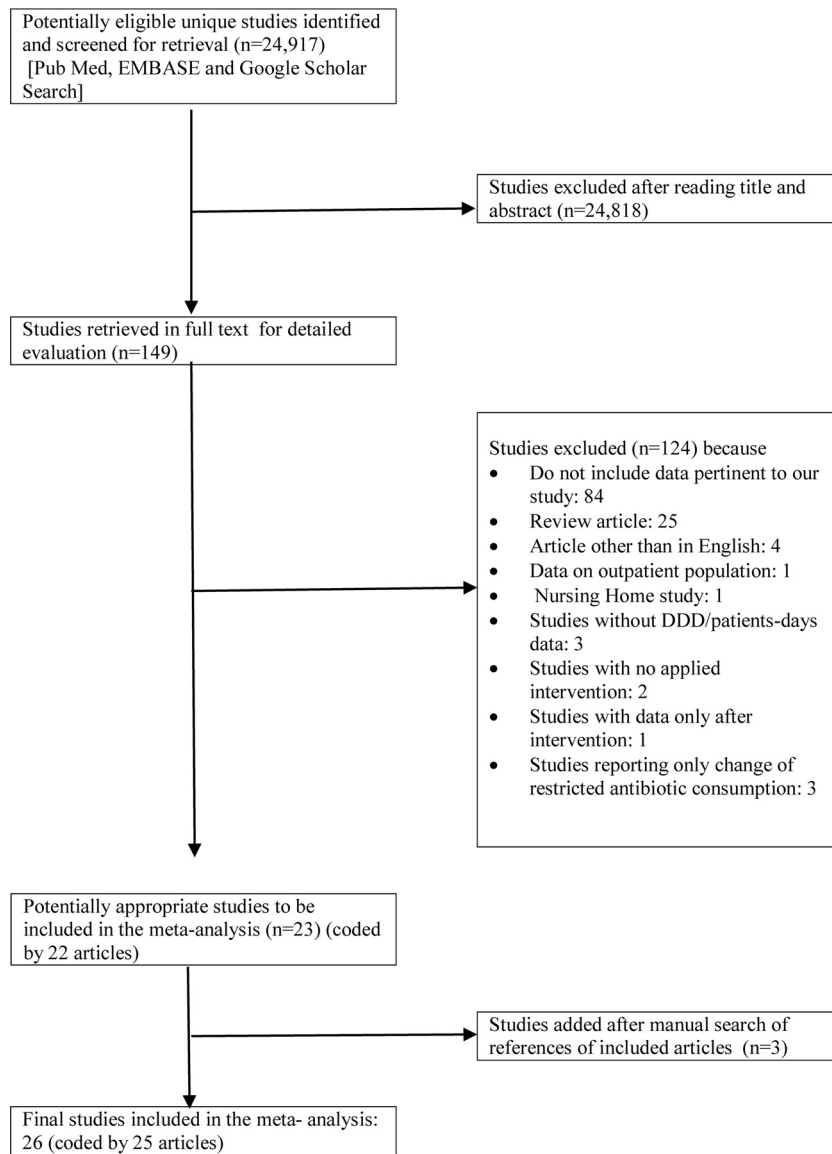 Potentially eligible unique studies identified
and screened for retrieval (n=24,917)
[Pub Med, EMBASE and Google Scholar
Search]
Studies excluded after reading title and
abstract (n=24,818)
Studies retrieved in full text for detailed
evaluation (n=149)
Studies excluded (n=124) because
• Do not include data pertinent to our
study: 84
• Review article: 25
• Article other than in English: 4
• Data on outpatient population: 1
• Nursing Home study: 1
• Studies without DDD/patients-days
data: 3
• Studies with no applied
intervention: 2
• Studies with data only after
intervention: 1
• Studies reporting only change of
restricted antibiotic consumption: 3
Potentially appropriate studies to be
included in the meta-analysis (n=23) (coded
by 22 articles)
Studies added after manual search of
references of included articles (n=3)
Final studies included in the meta- analysis:
26 (coded by 25 articles)